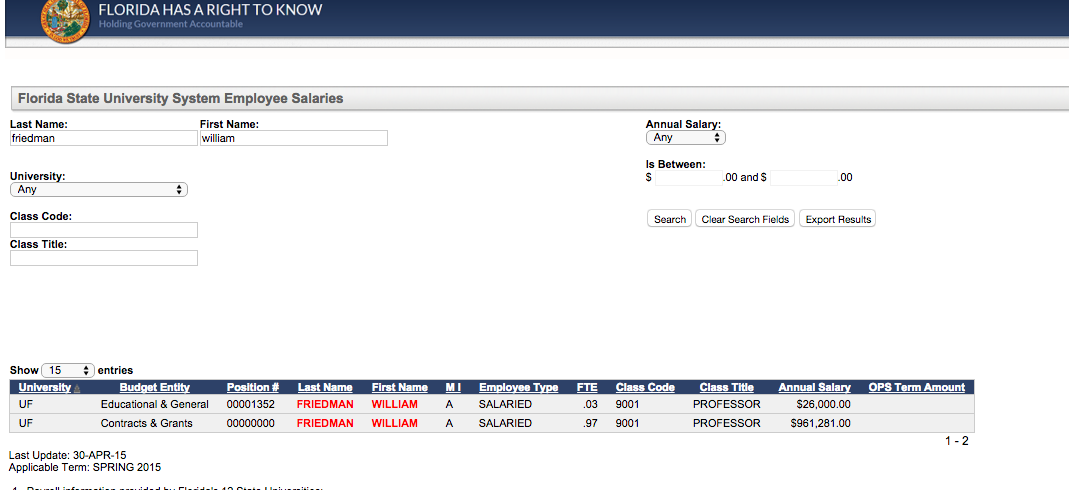 FLORIDA HAS A RIGHT TO KNOW
Holding Government Accountable
Florida State University System Employee Salaries
Last Name: First Name: Annual Salary:
friedman william Any
Is Between:
$ .00 and $ .00
University:
Any
Class Code:
Search Clear Search Fields Export Results
Class Title:
Show 15 entries
University Budget Entity Position # Last Name First Name M I Employee Type FTE Class Code Class Title Annual Salary OPS Term Amount
UF Educational & General 00001352 FRIEDMAN WILLIAM A SALARIED .03 9001 PROFESSOR $26,000.00
UF Contracts & Grants 00000000 FRIEDMAN WILLIAM A SALARIED .97 9001 PROFESSOR $961,281.00
1 - 2
Last Update: 30-APR-15
Applicable Term: SPRING 2015